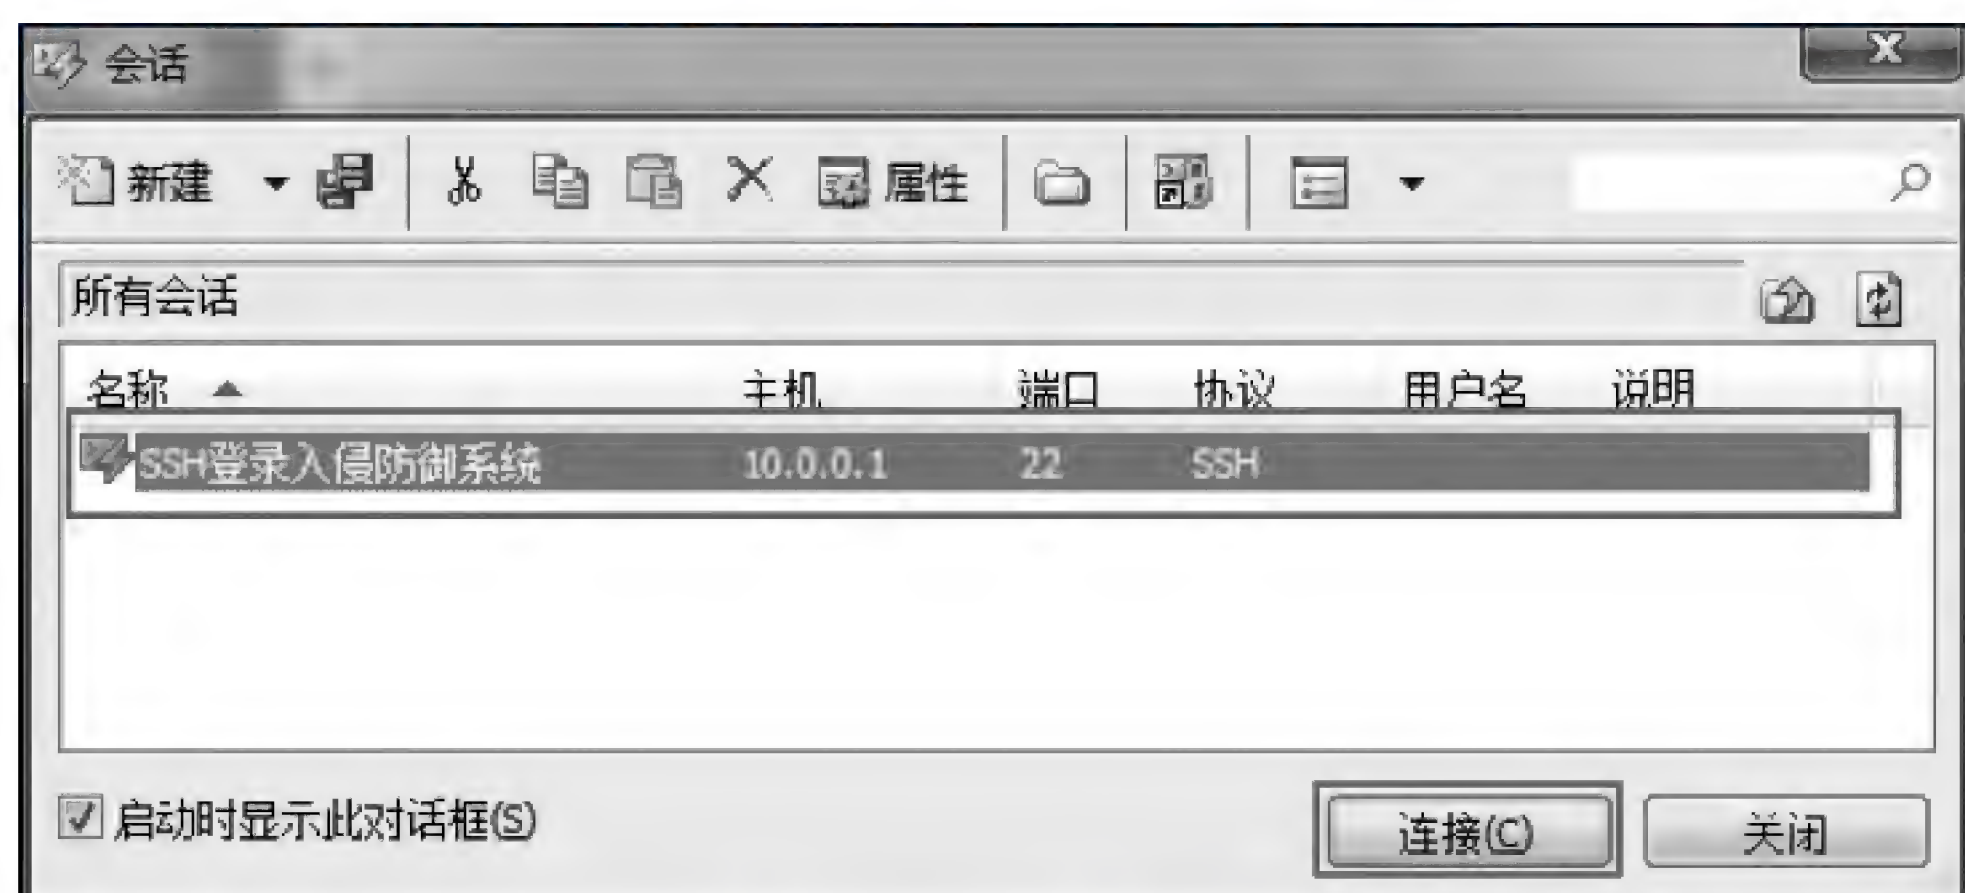 会话
新建 属性
所有会话
名称 主机 端口 协议 用户名 说明
SSH登录入侵防御系统 10.0.0.1 22 SSH
启动时显示此对话框(S) 连接(C) 关闭